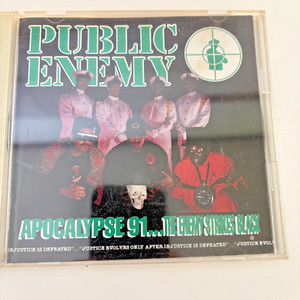 PUBLIC
ENEMY
APOCALYPSE 91...THE ENEMY STRIKES BLACK
INJUSTICE IS DEFEATED"... "JUSTICE EVOLVES ONLY AFTER INJUSTICE IS DEFEATED"... "JUSTICE EVOL